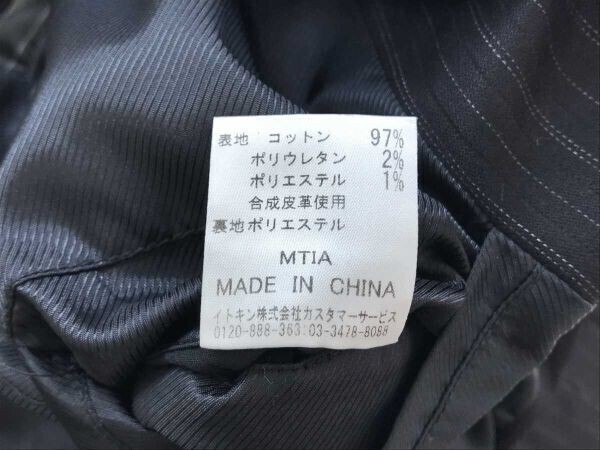 表地 コットン 97%
ポリウレタン 2%
ポリエステル 1%
合成皮革使用
裏地ポリエステル
MTIA
MADE IN CHINA
イトキン株式会社カスタマーサービス
0120-888-363:03-3478-8088